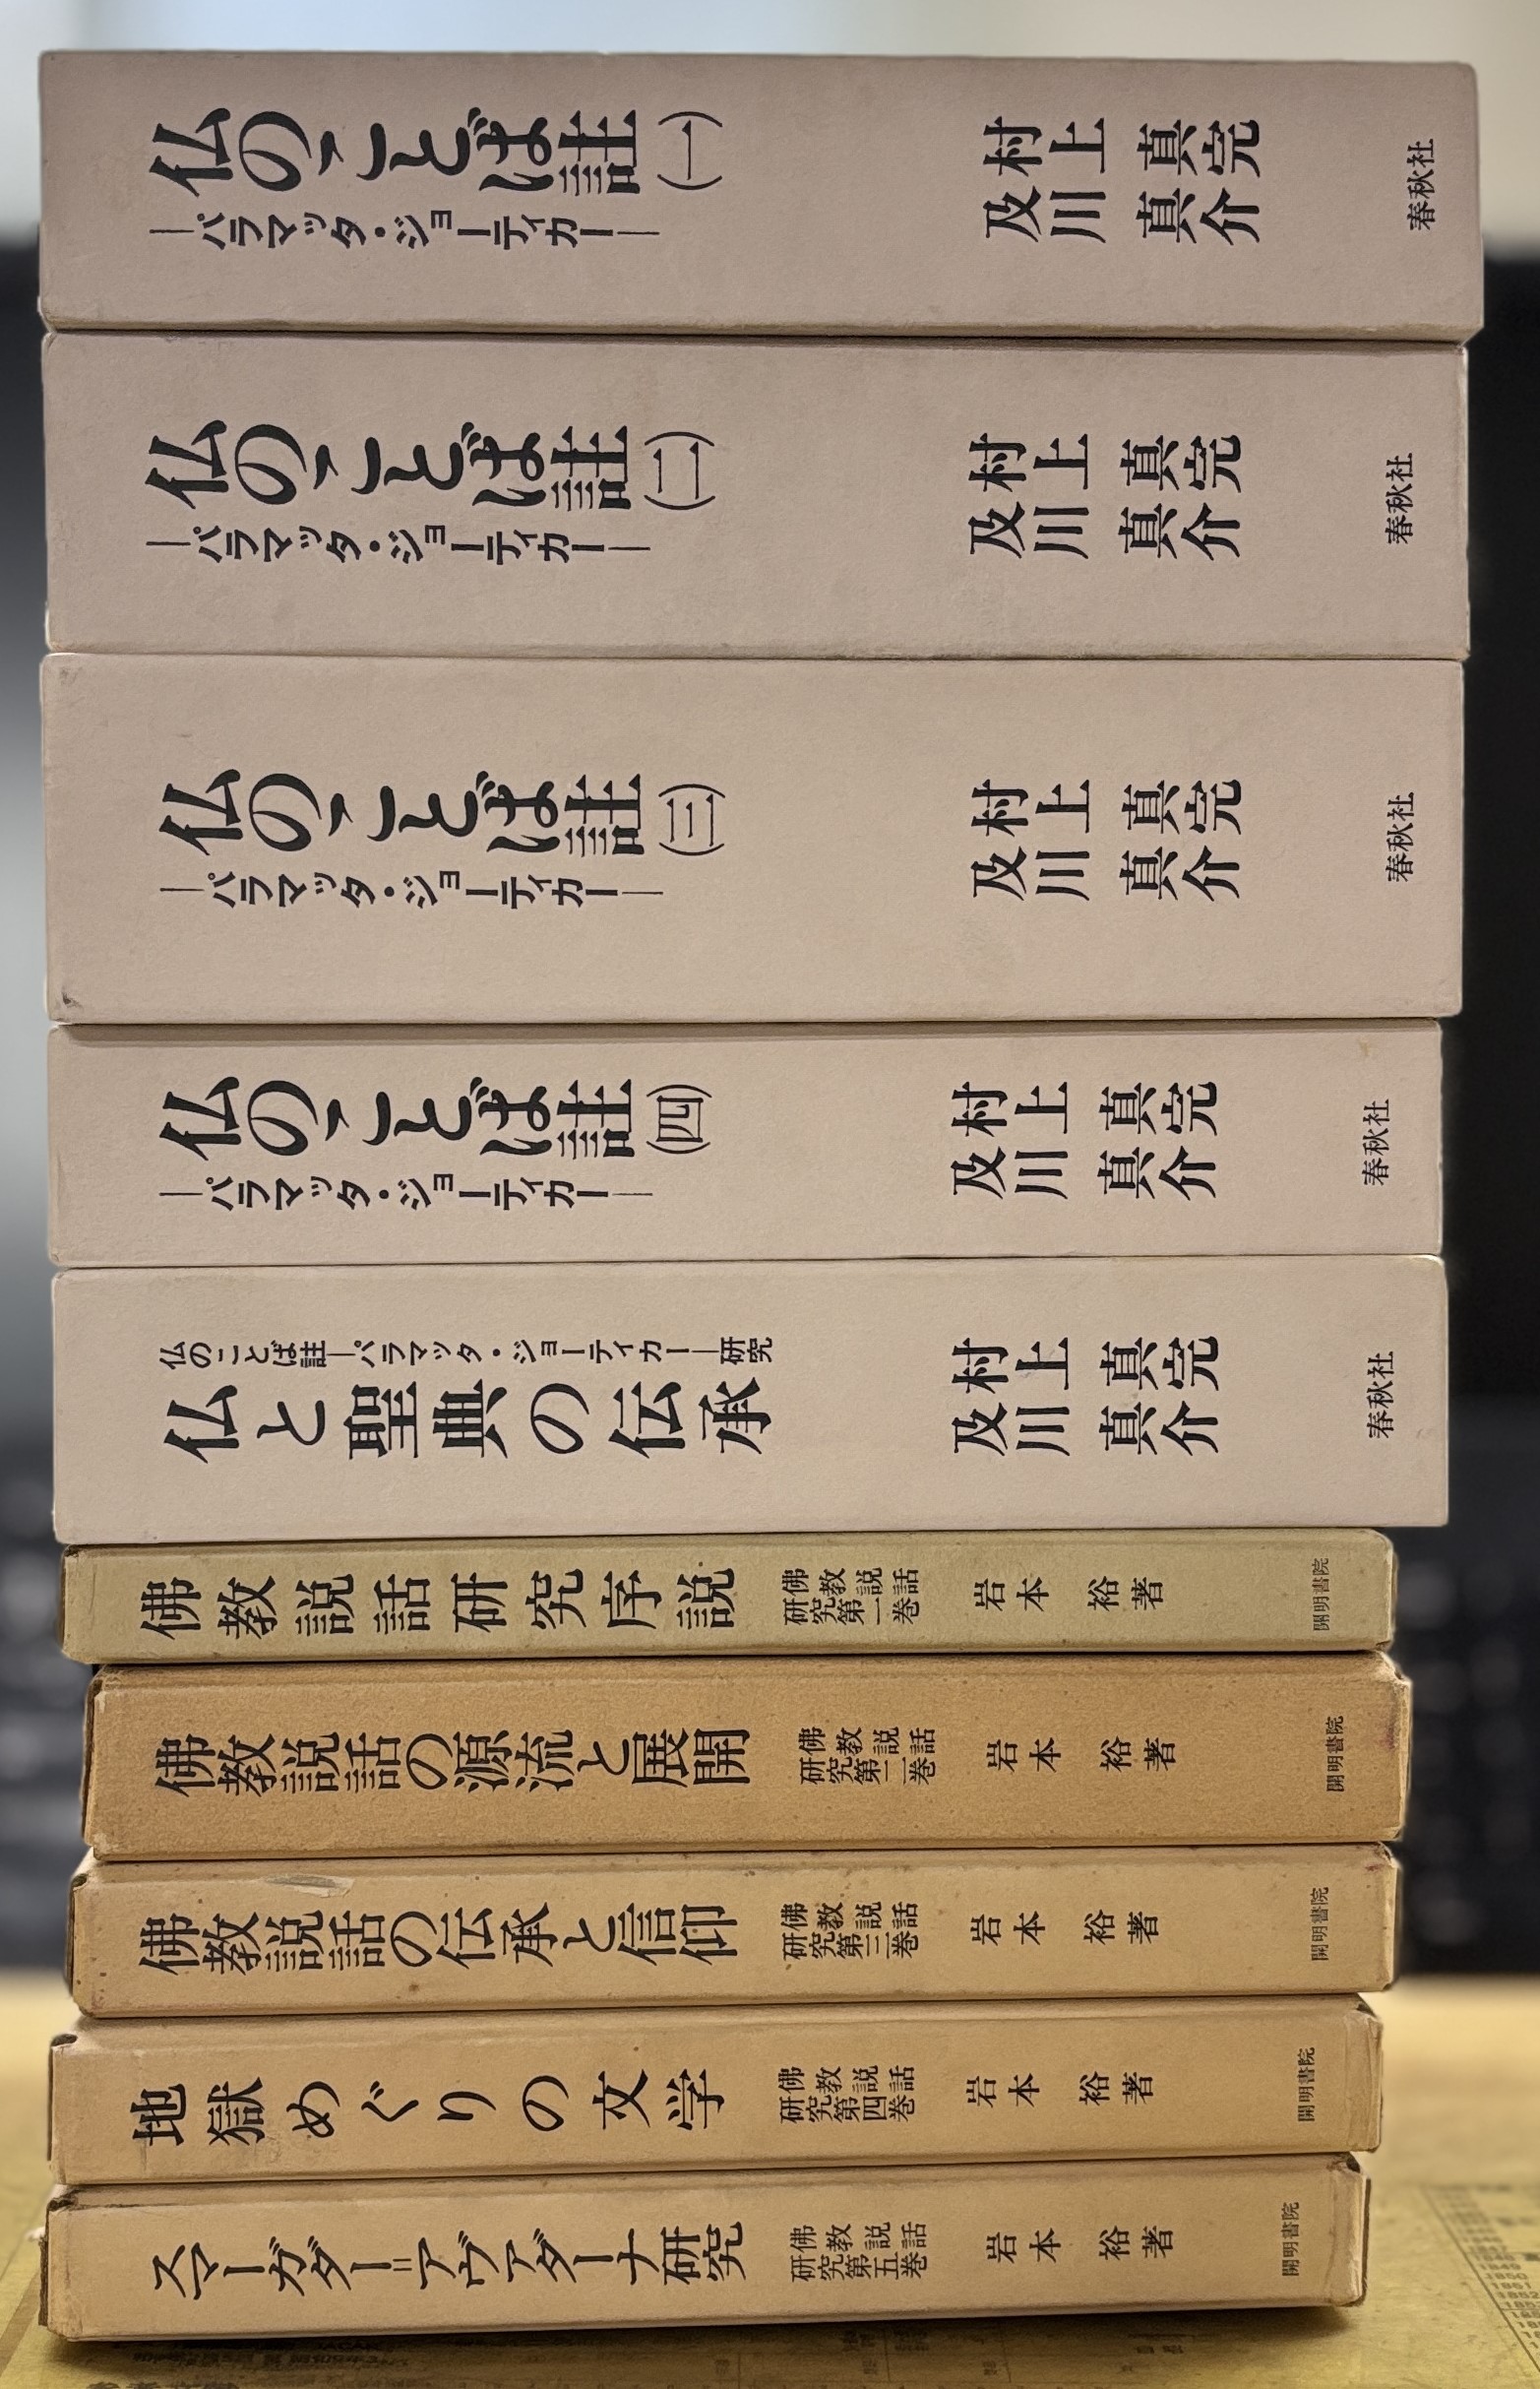 仏のことば註(一)
―パラマッタ・ジョーティカー―
村上真完
及川真介
春秋社
仏のことば註(二)
―パラマッタ・ジョーティカー―
村上真完
及川真介
春秋社
仏のことば註(三)
―パラマッタ・ジョーティカー―
村上真完
及川真介
春秋社
仏のことば註(四)
―パラマッタ・ジョーティカー―
村上真完
及川真介
春秋社
仏のことば註―パラマッタ・ジョーティカー―研究
仏と聖典の伝承
村上真完
及川真介
春秋社
佛教説話研究序説
佛教説話
研究第一巻
岩本 裕著
開明書院
佛教説話の源流と展開
佛教説話
研究第二巻
岩本 裕著
開明書院
佛教説話の伝承と信仰
佛教説話
研究第三巻
岩本 裕著
開明書院
地獄めぐりの文学
佛教説話
研究第四巻
岩本 裕著
開明書院
スマーガダー=アヴァダーナ研究
佛教説話
研究第五巻
岩本 裕著
開明書院